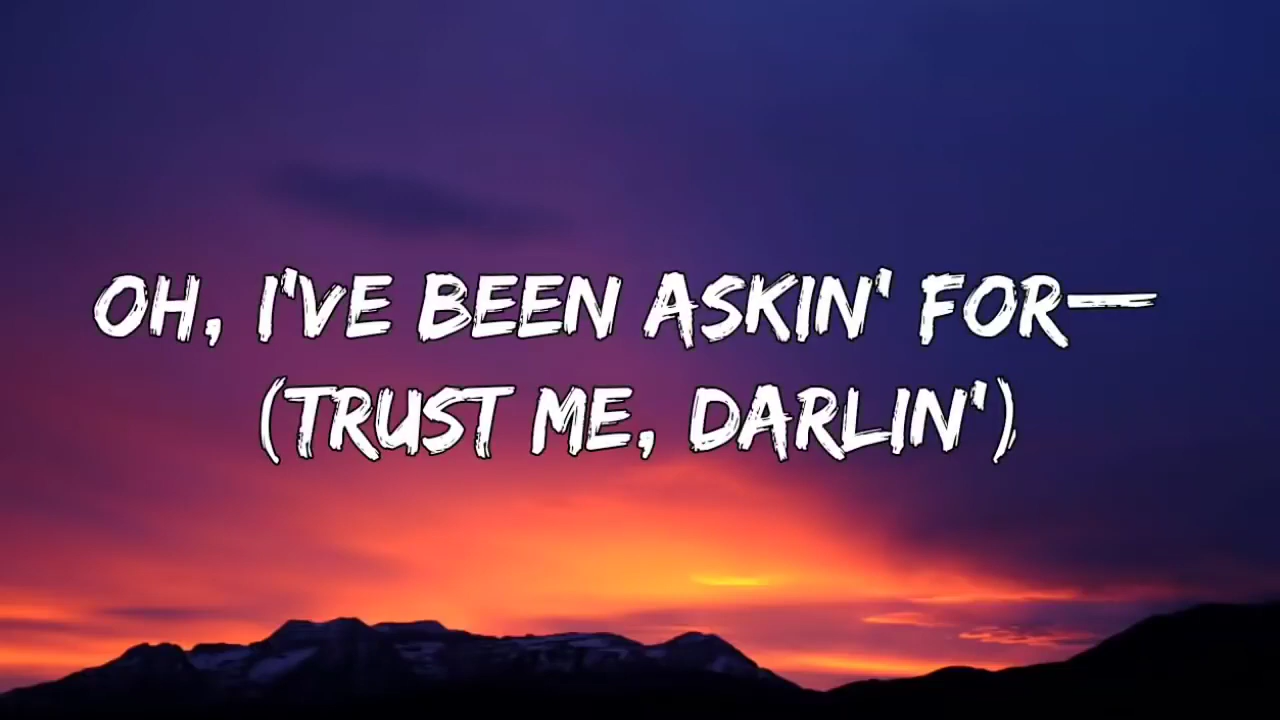 OH, I'VE BEEN ASKIN' FOR—
(TRUST ME, DARLIN')